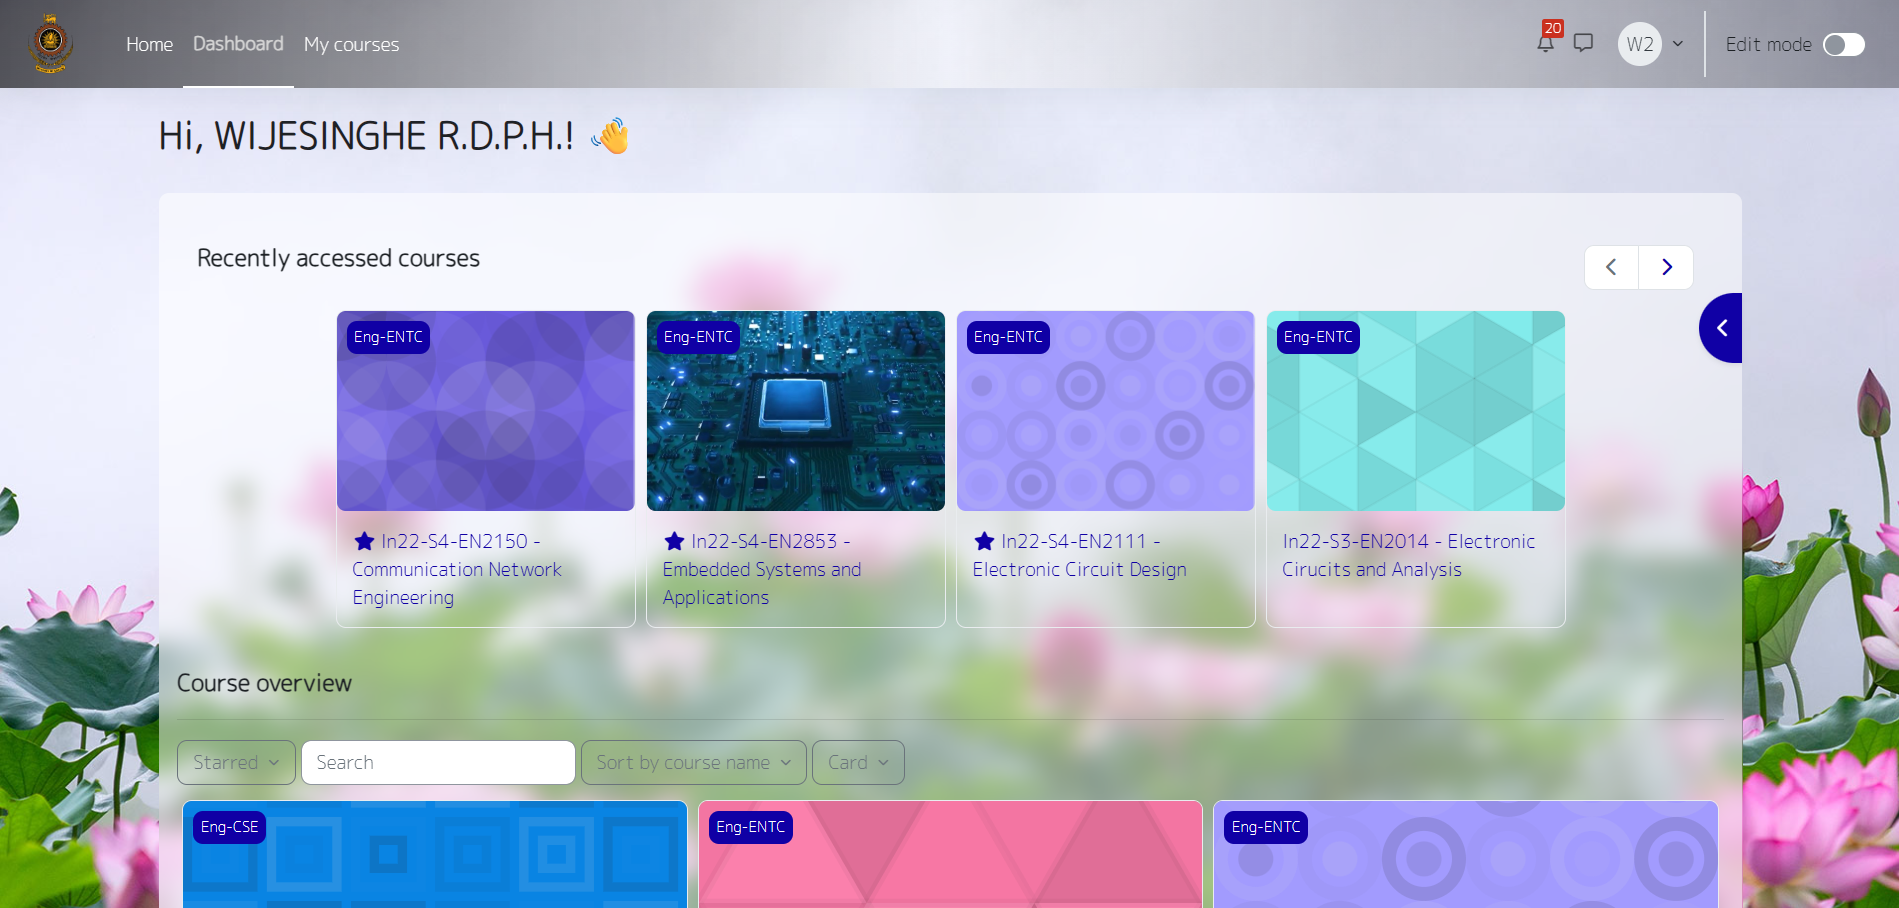 Home Dashboard My courses 20 W2 Edit mode
Hi, WIJESINGHE R.D.P.H.! 👋
Recently accessed courses
Eng-ENTC
In22-S4-EN2150 -
Communication Network
Engineering
Eng-ENTC
In22-S4-EN2853 -
Embedded Systems and
Applications
Eng-ENTC
In22-S4-EN2111 -
Electronic Circuit Design
Eng-ENTC
In22-S3-EN2014 - Electronic
Cirucits and Analysis
Course overview
Starred Search Sort by course name Card
Eng-CSE
Eng-ENTC
Eng-ENTC